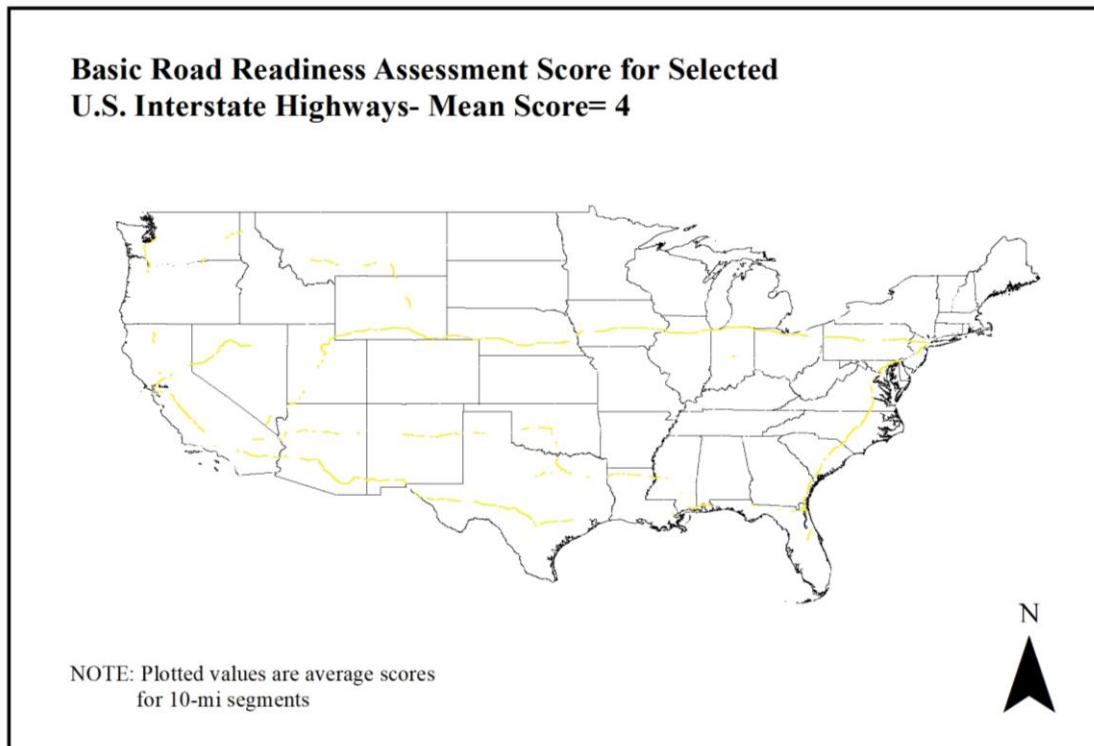 Basic Road Readiness Assessment Score for Selected
U.S. Interstate Highways- Mean Score= 4
N
NOTE: Plotted values are average scores
for 10-mi segments